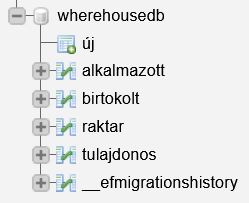 wherehousedb
új
alkalmazott
birtokolt
raktar
tulajdonos
__efmigrationshistory